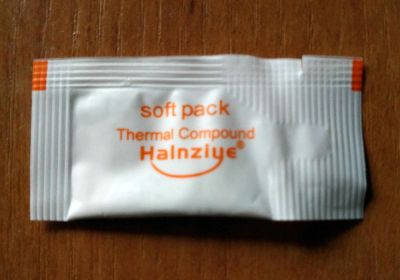 soft pack
Thermal Compound
Halnziye®